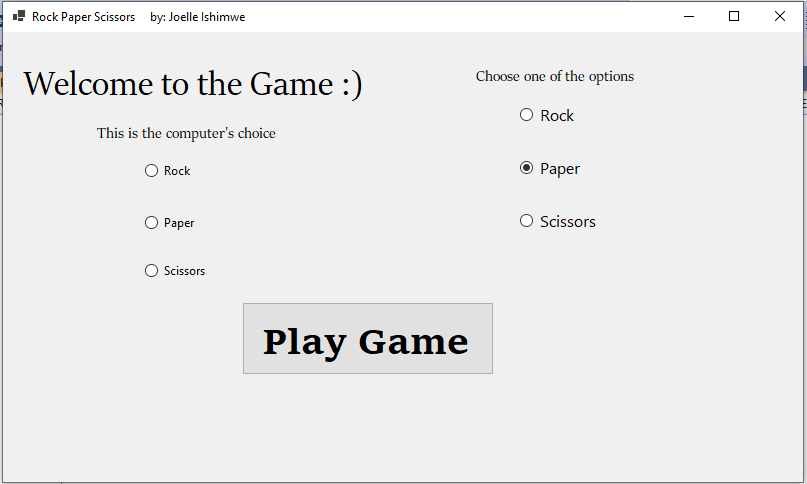 Rock Paper Scissors by: Joelle Ishimwe
Welcome to the Game :)
This is the computer's choice
Rock
Paper
Scissors
Choose one of the options
Rock
Paper
Scissors
Play Game